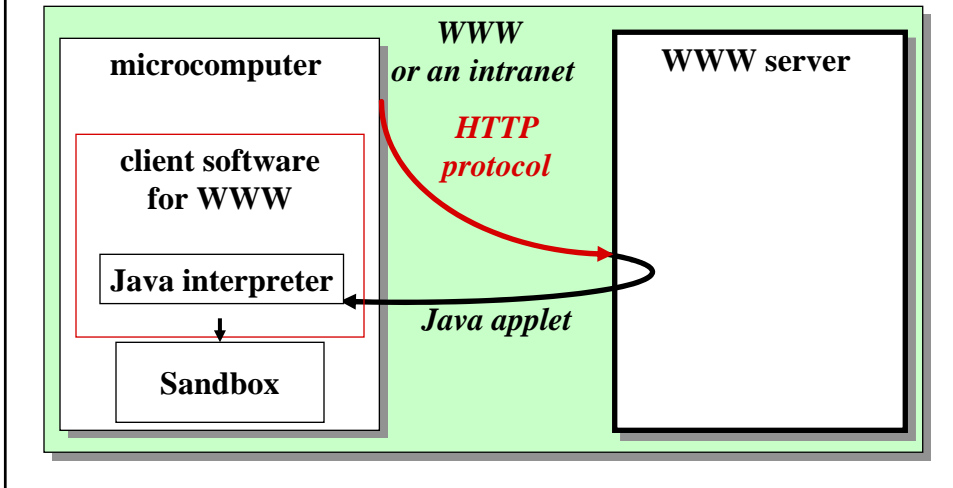 WWW
or an intranet
microcomputer
WWW server
HTTP
protocol
client software
for WWW
Java interpreter
Java applet
Sandbox